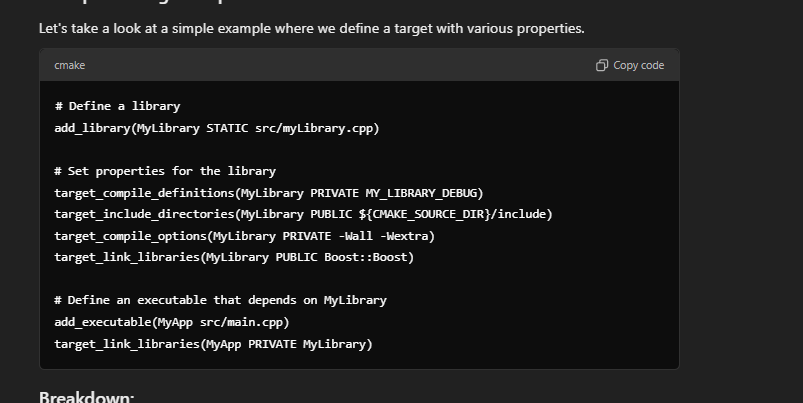 Let's take a look at a simple example where we define a target with various properties.
cmake
Copy code
# Define a library
add_library(MyLibrary STATIC src/myLibrary.cpp)
# Set properties for the library
target_compile_definitions(MyLibrary PRIVATE MY_LIBRARY_DEBUG)
target_include_directories(MyLibrary PUBLIC ${CMAKE_SOURCE_DIR}/include)
target_compile_options(MyLibrary PRIVATE -Wall -Wextra)
target_link_libraries(MyLibrary PUBLIC Boost::Boost)
# Define an executable that depends on MyLibrary
add_executable(MyApp src/main.cpp)
target_link_libraries(MyApp PRIVATE MyLibrary)
Breakdown: